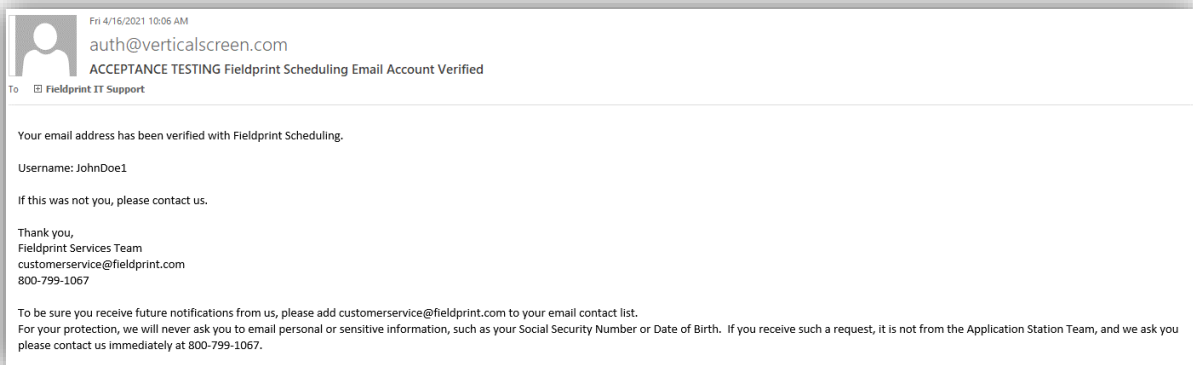 Fri 4/16/2021 10:06 AM
auth@verticalscreen.com
ACCEPTANCE TESTING Fieldprint Scheduling Email Account Verified
To Fieldprint IT Support
Your email address has been verified with Fieldprint Scheduling.
Username: JohnDoe1
If this was not you, please contact us.
Thank you,
Fieldprint Services Team
customerservice@fieldprint.com
800-799-1067
To be sure you receive future notifications from us, please add customerservice@fieldprint.com to your email contact list.
For your protection, we will never ask you to email personal or sensitive information, such as your Social Security Number or Date of Birth.  If you receive such a request, it is not from the Application Station Team, and we ask you
please contact us immediately at 800-799-1067.